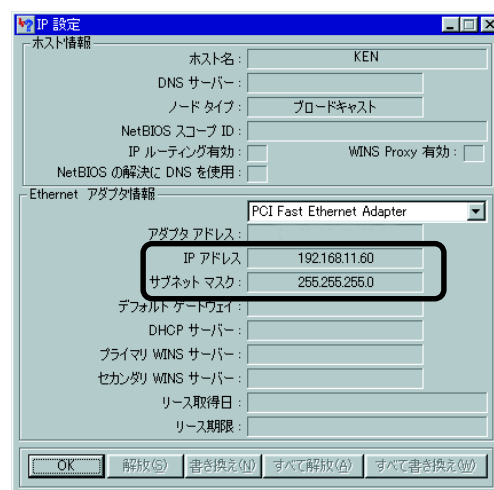 IP 設定
ホスト情報
ホスト名 : KEN
DNS サーバー :
ノード タイプ : ブロードキャスト
NetBIOS スコープ ID :
IP ルーティング有効 : WINS Proxy 有効 :
NetBIOS の解決に DNS を使用 :
Ethernet アダプタ情報
PCI Fast Ethernet Adapter
アダプタ アドレス :
IP アドレス 192.168.11.60
サブネット マスク : 255.255.255.0
デフォルト ゲートウェイ :
DHCP サーバー :
プライマリ WINS サーバー :
セカンダリ WINS サーバー :
リース取得日 :
リース期限 :
OK 解放(S) 書き換え(N) すべて解放(A) すべて書き換え(W)